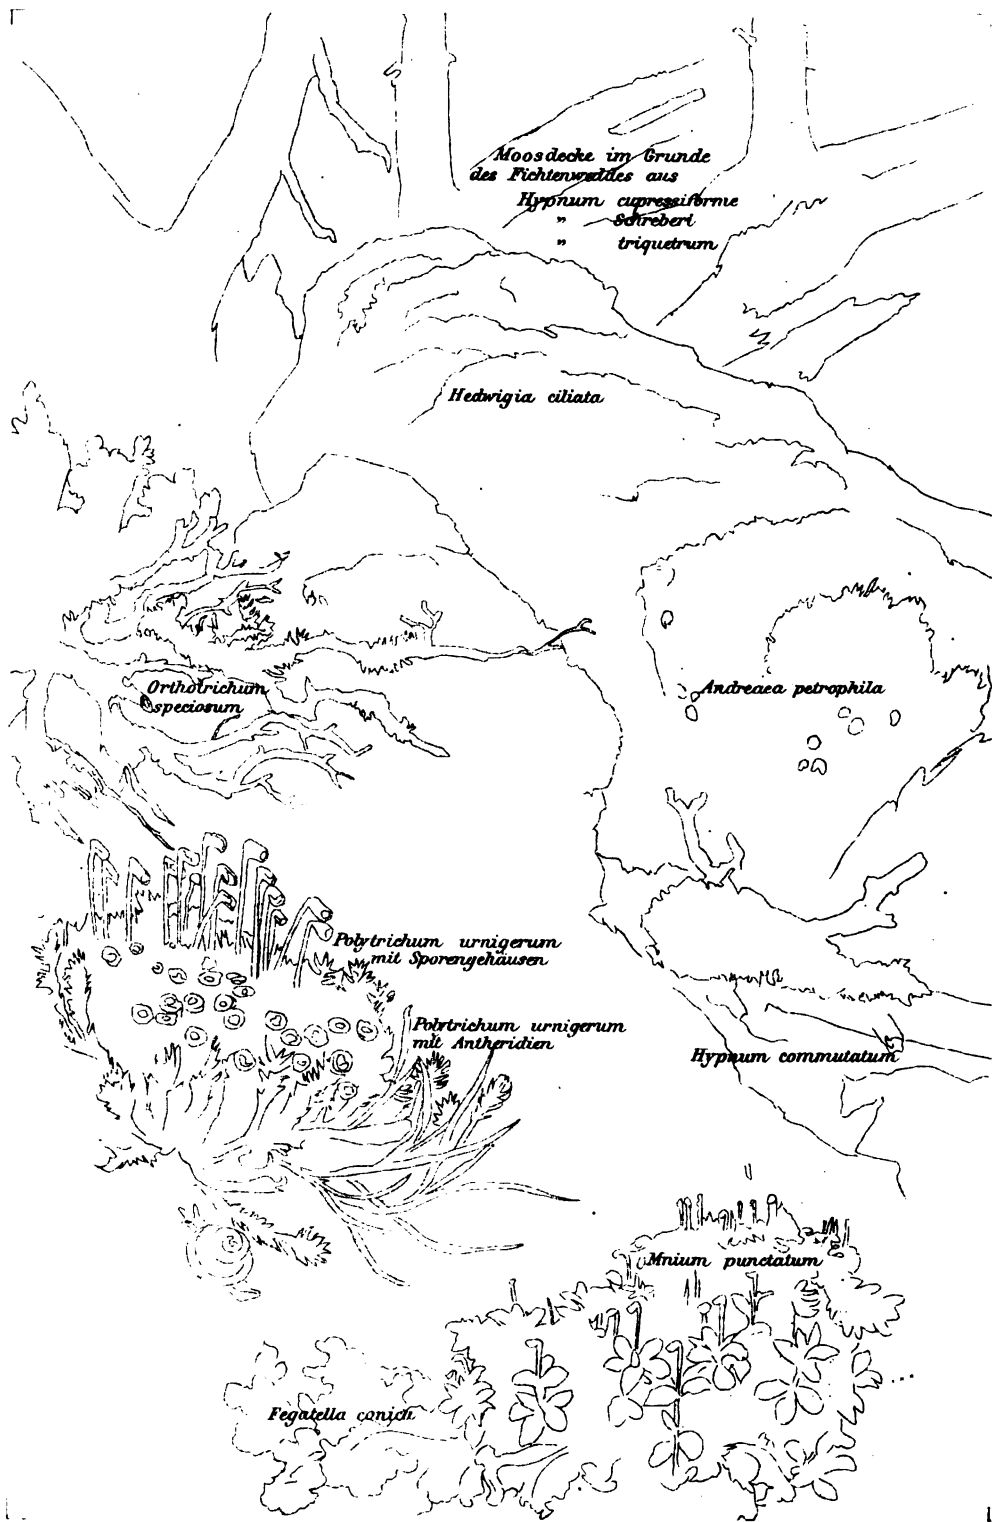 Moosdecke im Grunde
des Fichtenwaldes aus
Hypnum cupressiforme
" Schreberi
" triquetrum
Hedwigia ciliata
Orthotrichum
speciosum
Andreaea petrophila
Polytrichum urnigerum
mit Sporengehäusen
Polytrichum urnigerum
mit Antheridien
Hypnum commutatum
Mnium punctatum
Fegatella conica